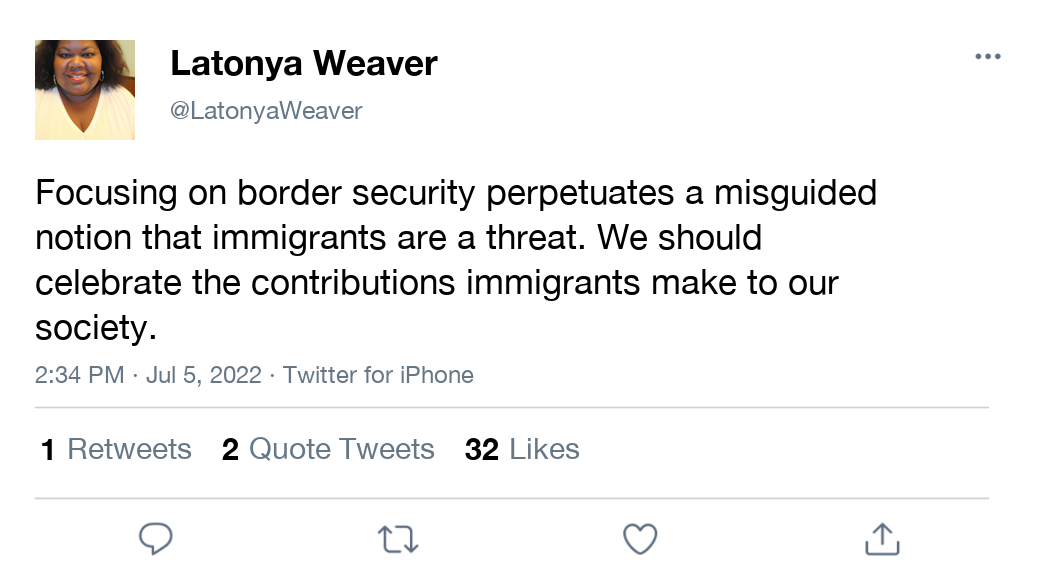 Latonya Weaver
@LatonyaWeaver
Focusing on border security perpetuates a misguided
notion that immigrants are a threat. We should
celebrate the contributions immigrants make to our
society.
2:34 PM · Jul 5, 2022 · Twitter for iPhone
1 Retweets 2 Quote Tweets 32 Likes